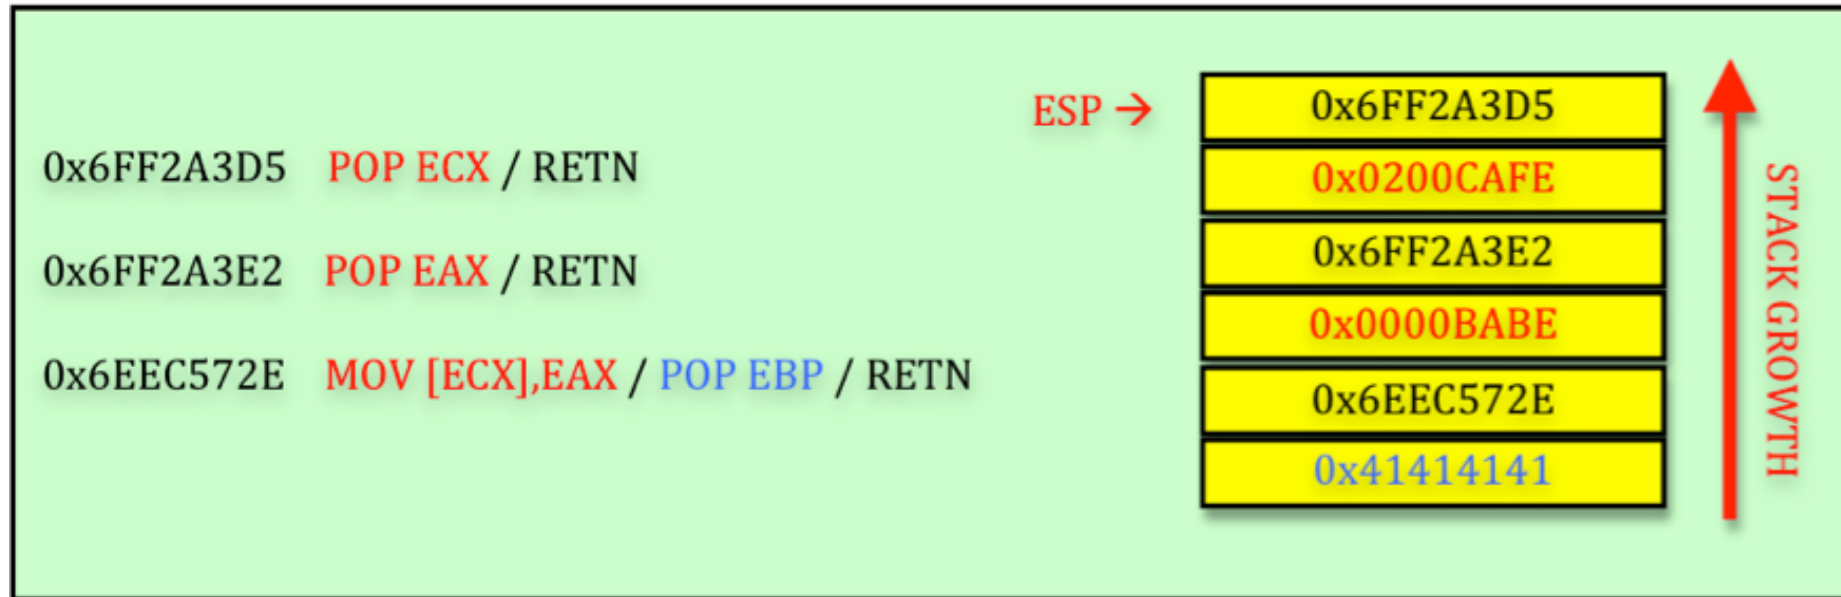 ESP → 0x6FF2A3D5
0x6FF2A3D5 POP ECX / RETN
0x0200CAFE
0x6FF2A3E2 POP EAX / RETN
0x6FF2A3E2
0x0000BABE
0x6EEC572E MOV [ECX],EAX / POP EBP / RETN
0x6EEC572E
0x41414141
STACK GROWTH